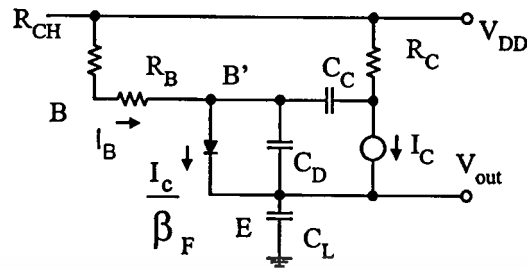 R_CH
V_DD
R_B
B'
C_C
R_C
B
I_B
I_c
β_F
C_D
I_C
V_out
E
C_L